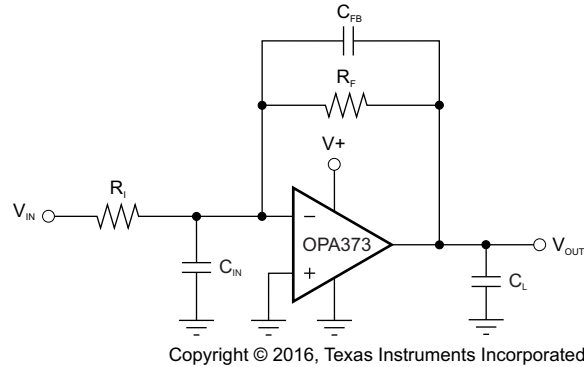 C_FB
R_F
V+
R_I
V_IN
−
OPA373
+
C_IN
V_OUT
C_L
Copyright © 2016, Texas Instruments Incorporated